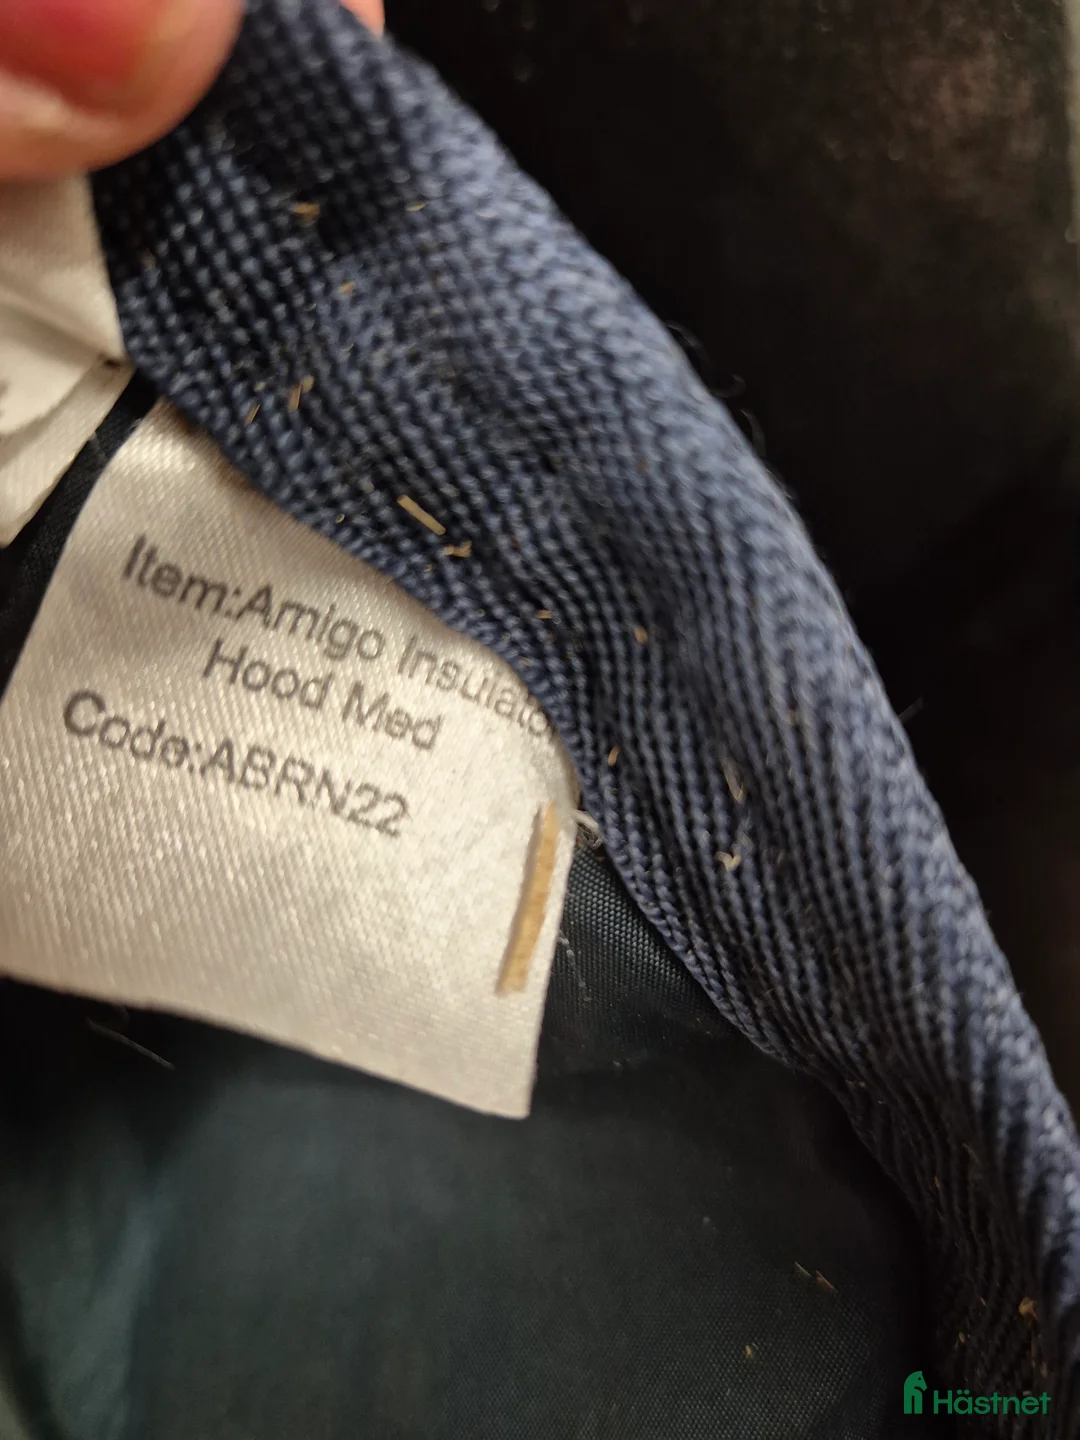 Item:Amigo Insulato
Hood Med
Code:ABRN22
Hästnet